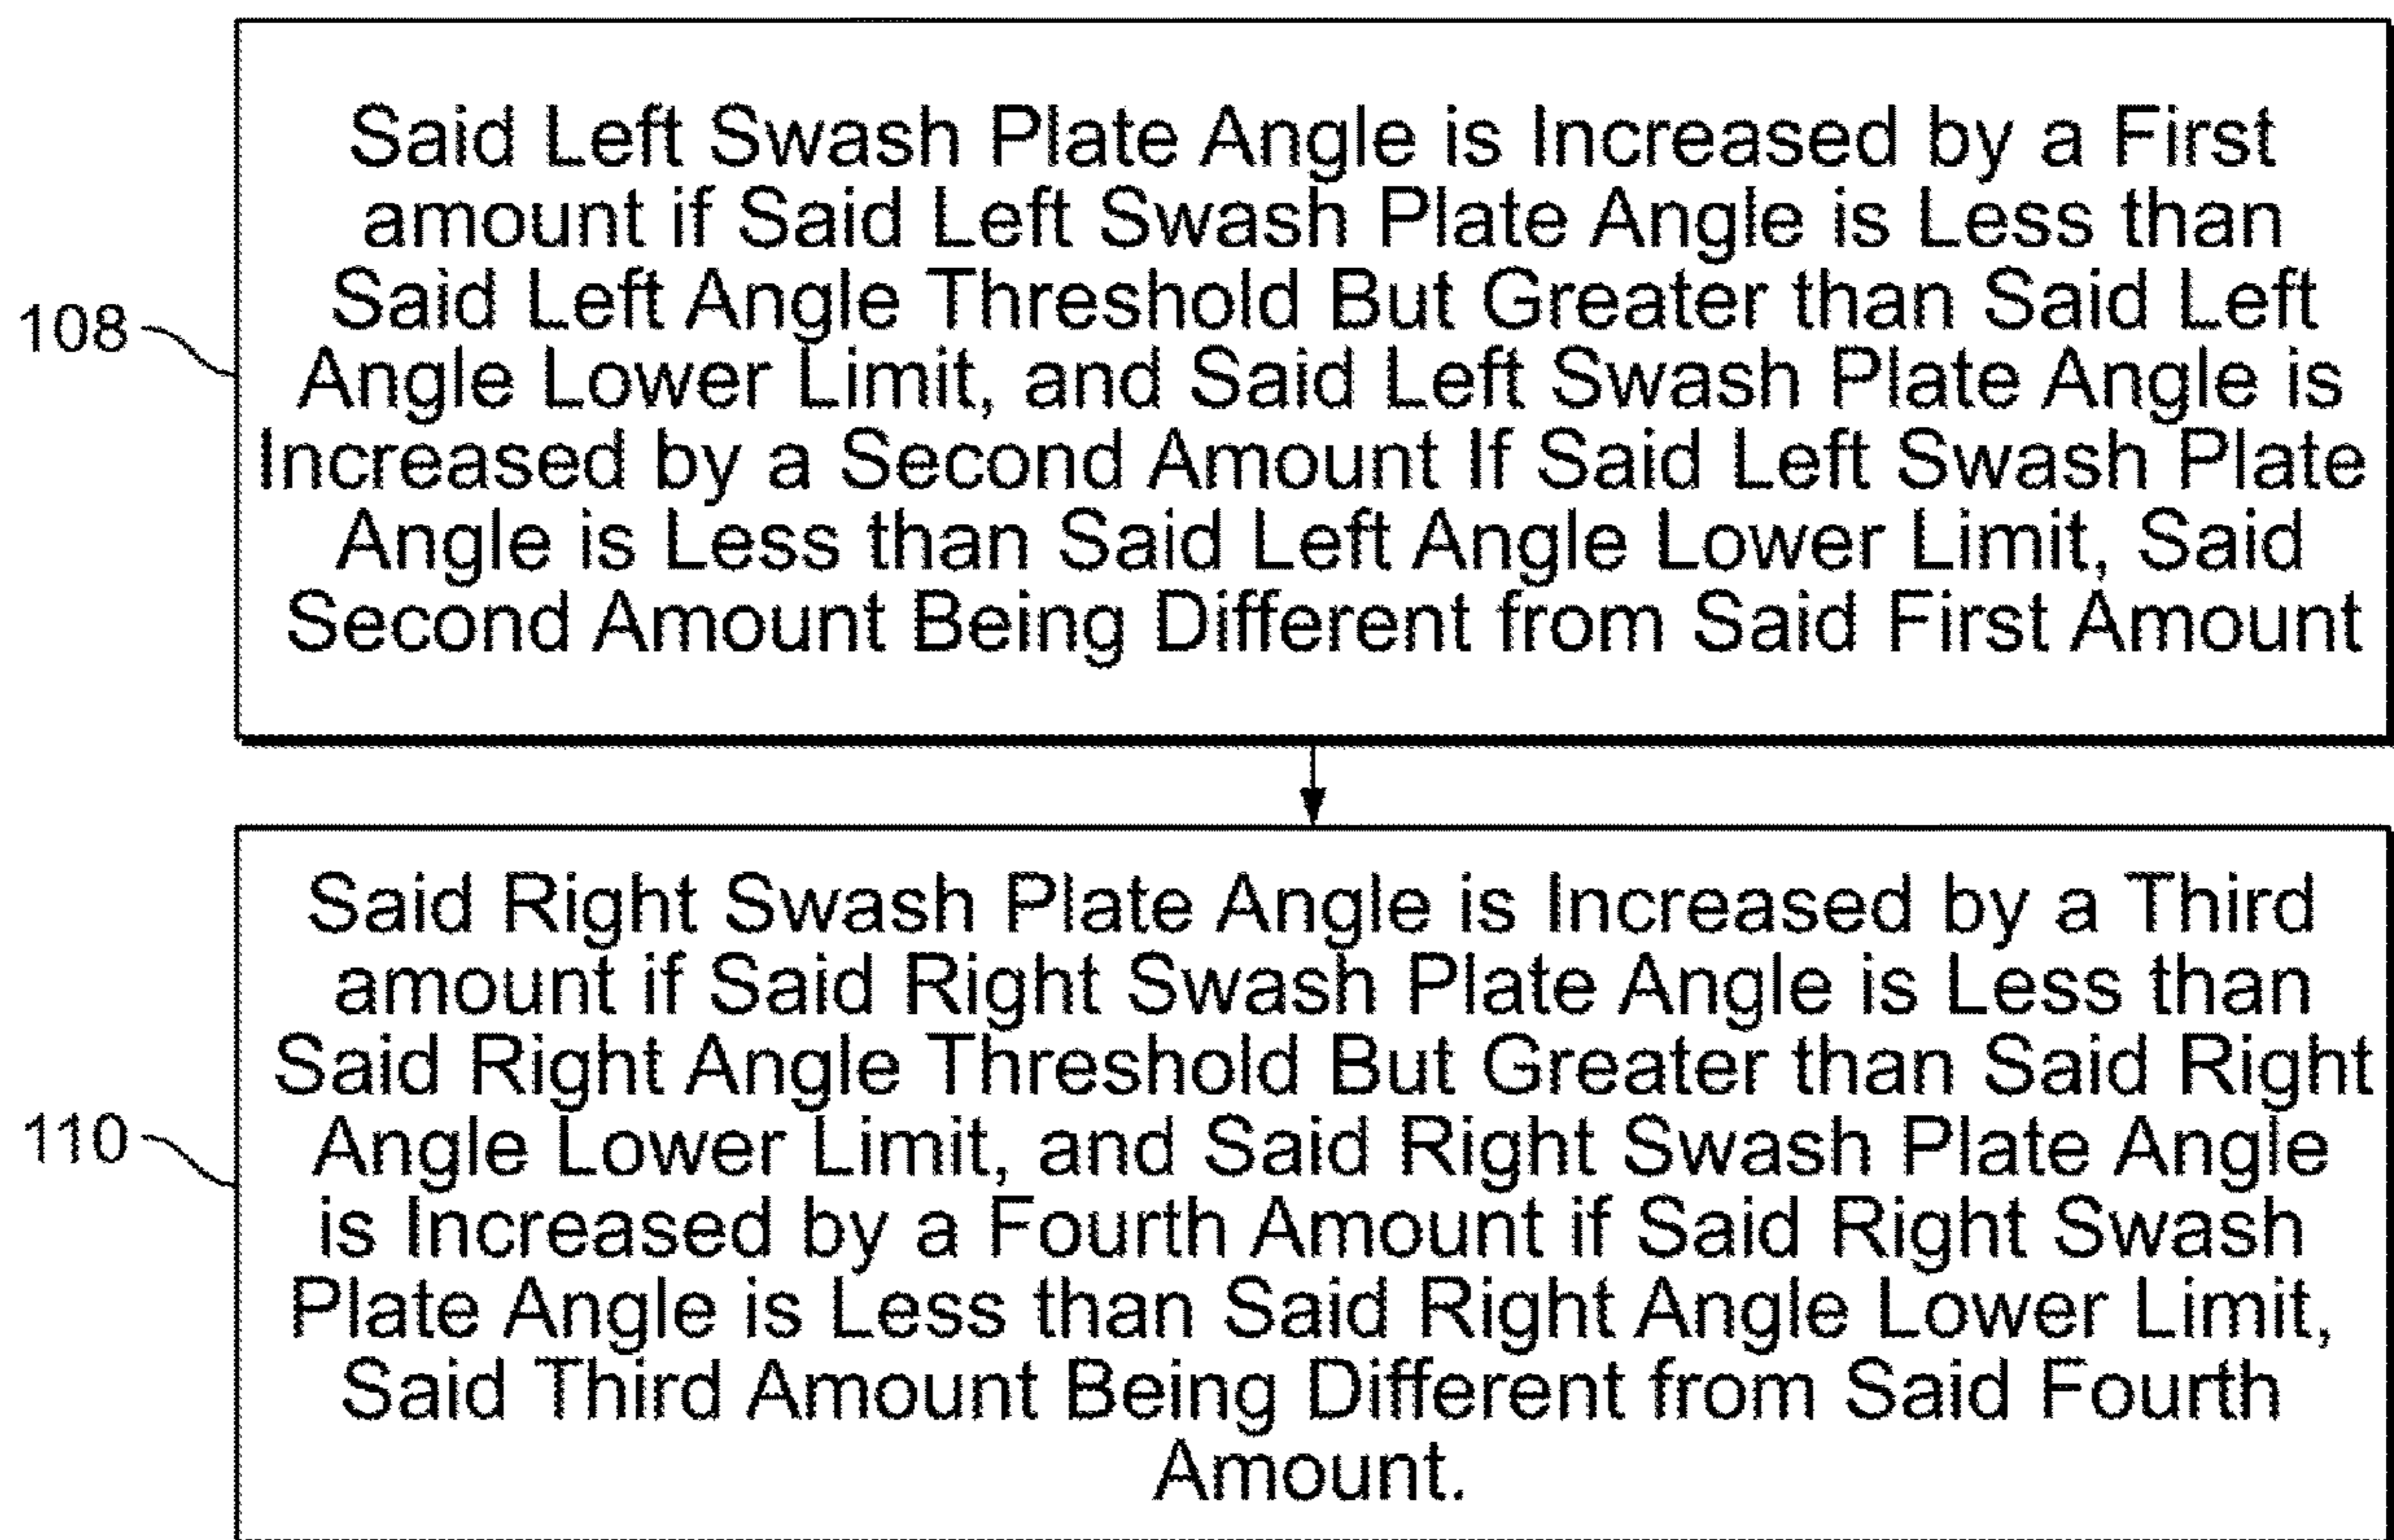 Said Left Swash Plate Angle is Increased by a First
amount if Said Left Swash Plate Angle is Less than
Said Left Angle Threshold But Greater than Said Left
108
Angle Lower Limit, and Said Left Swash Plate Angle is
Increased by a Second Amount If Said Left Swash Plate
Angle is Less than Said Left Angle Lower Limit, Said
Second Amount Being Different from Said First Amount
Said Right Swash Plate Angle is Increased by a Third
amount if Said Right Swash Plate Angle is Less than
Said Right Angle Threshold But Greater than Said Right
110
Angle Lower Limit, and Said Right Swash Plate Angle
is Increased by a Fourth Amount if Said Right Swash
Plate Angle is Less than Said Right Angle Lower Limit,
Said Third Amount Being Different from Said Fourth
Amount.